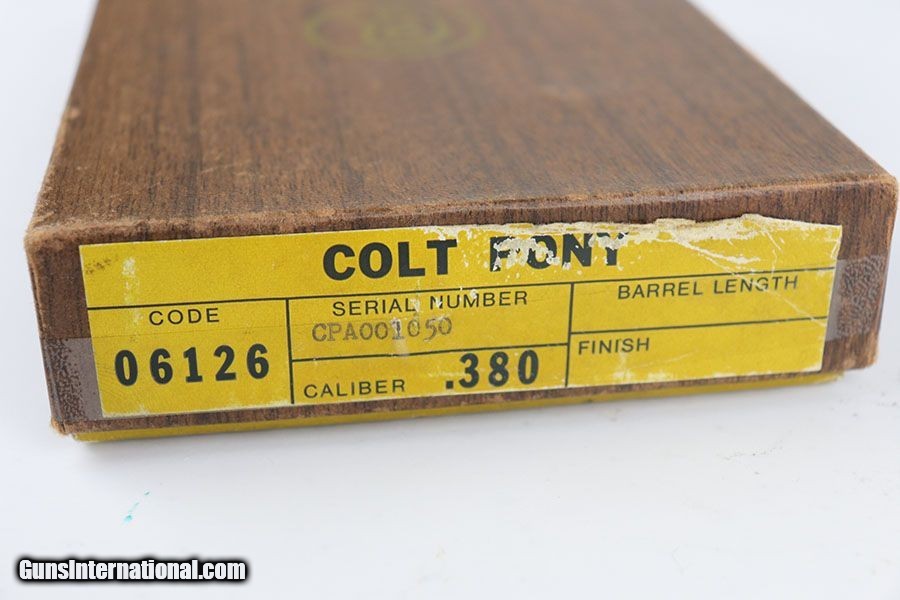 COLT PONY
CODE
06126
SERIAL NUMBER
CPA001050
CALIBER .380
BARREL LENGTH
FINISH
GunsInternational.com